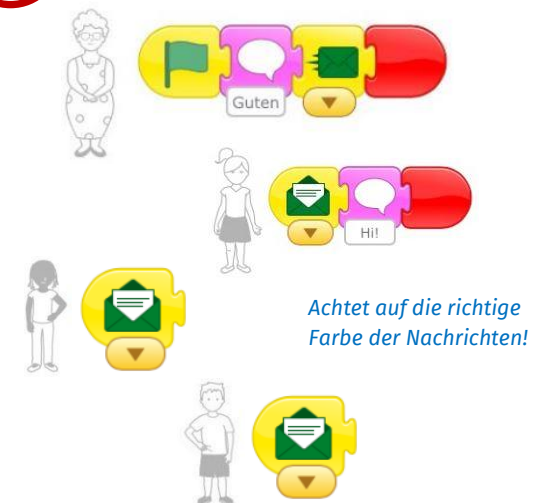 Guten
Hi!
Achtet auf die richtige
Farbe der Nachrichten!